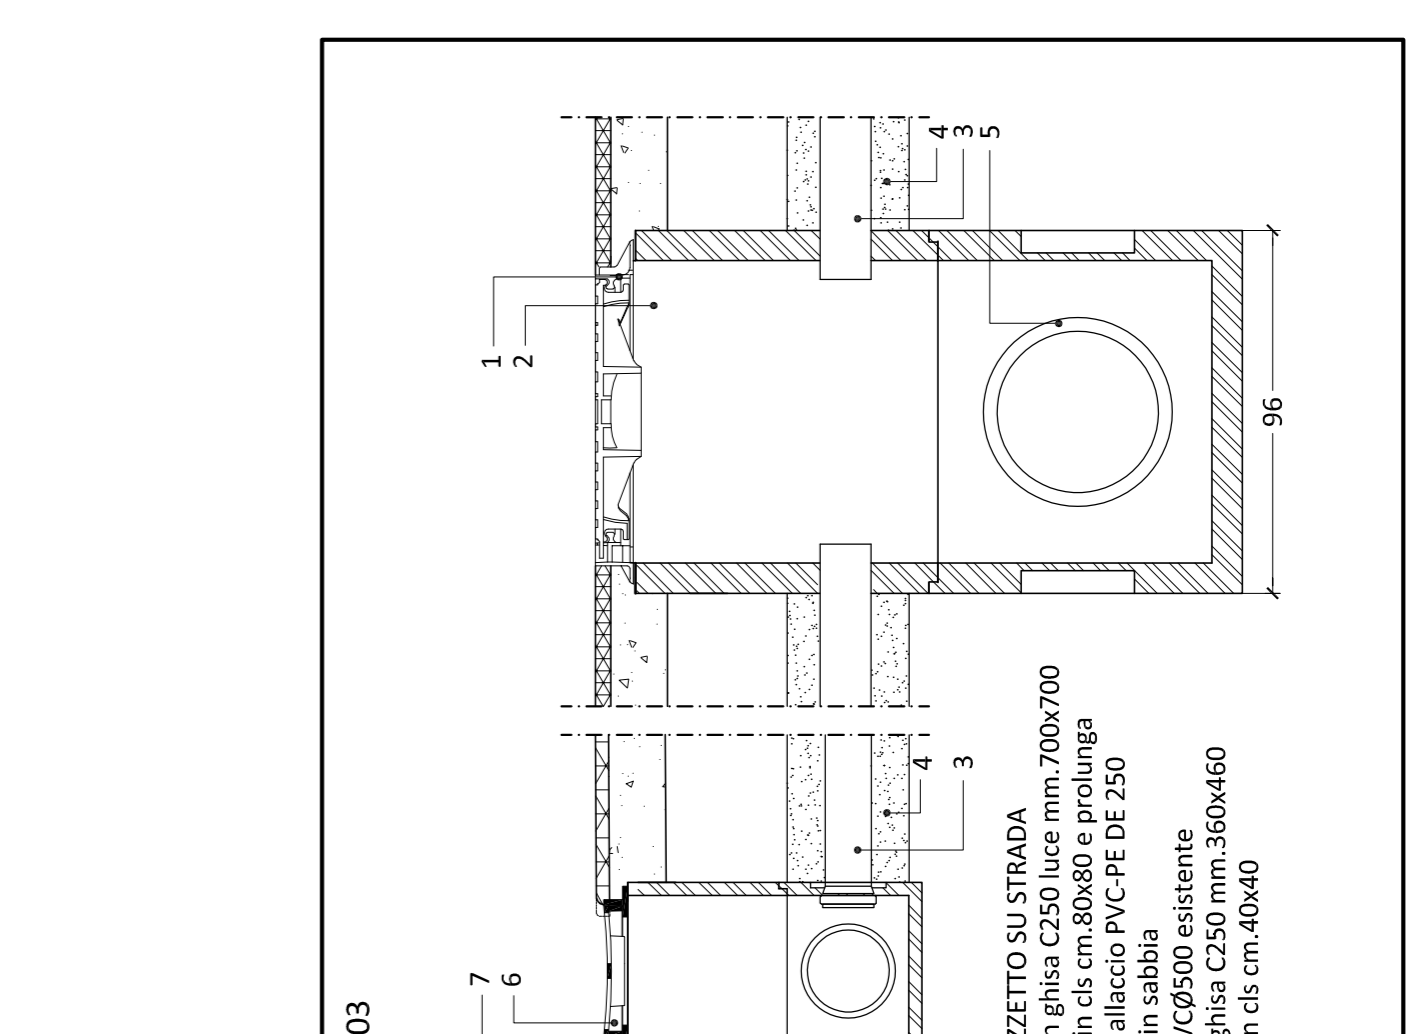 03
7
6
1
2
4
3
4
3
5
96
ZZETTO SU STRADA
n ghisa C250 luce mm.700x700
in cls cm.80x80 e prolunga
allaccio PVC-PE DE 250
in sabbia
VCØ500 esistente
ghisa C250 mm.360x460
n cls cm.40x40